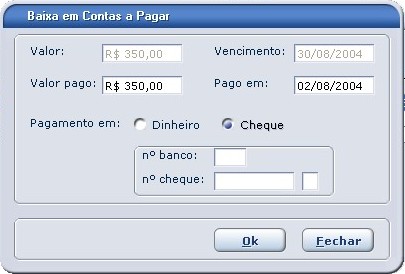 Baixa em Contas a Pagar
Valor: R$ 350,00 Vencimento: 30/08/2004
Valor pago: R$ 350,00 Pago em: 02/08/2004
Pagamento em: Dinheiro Cheque
nº banco:
nº cheque:
Ok Fechar